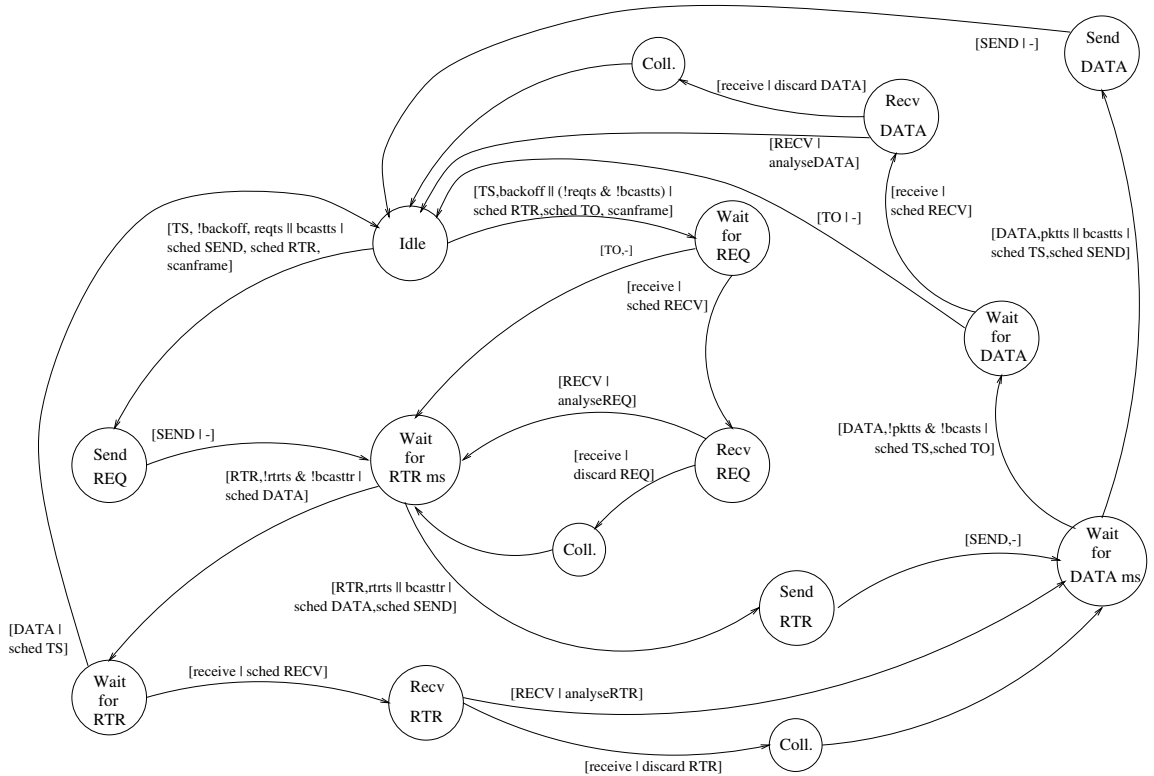 Send
DATA
[SEND | -]
Coll.
[receive | discard DATA]
Recv
DATA
[RECV |
analyseDATA]
[TS,backoff || (!reqts & !bcastts) |
sched RTR,sched TO, scanframe]
[receive |
sched RECV]
[TO | -]
Wait
for
REQ
[TS, !backoff, reqts || bcastts |
sched SEND, sched RTR,
scanframe]
Idle
[TO,-]
[DATA,pktts || bcastts |
sched TS,sched SEND]
[receive |
sched RECV]
Wait
for
DATA
[RECV |
analyseREQ]
[DATA,!pktts & !bcasts |
sched TS,sched TO]
[SEND | -]
Send
REQ
Wait
for
RTR ms
Recv
REQ
[receive |
discard REQ]
[RTR,!rtrts & !bcasttr |
sched DATA]
Coll.
[SEND,-]
Wait
for
DATA ms
[RTR,rtrts || bcasttr |
sched DATA,sched SEND]
Send
RTR
[DATA |
sched TS]
Wait
for
RTR
[receive | sched RECV]
Recv
RTR
[RECV | analyseRTR]
Coll.
[receive | discard RTR]